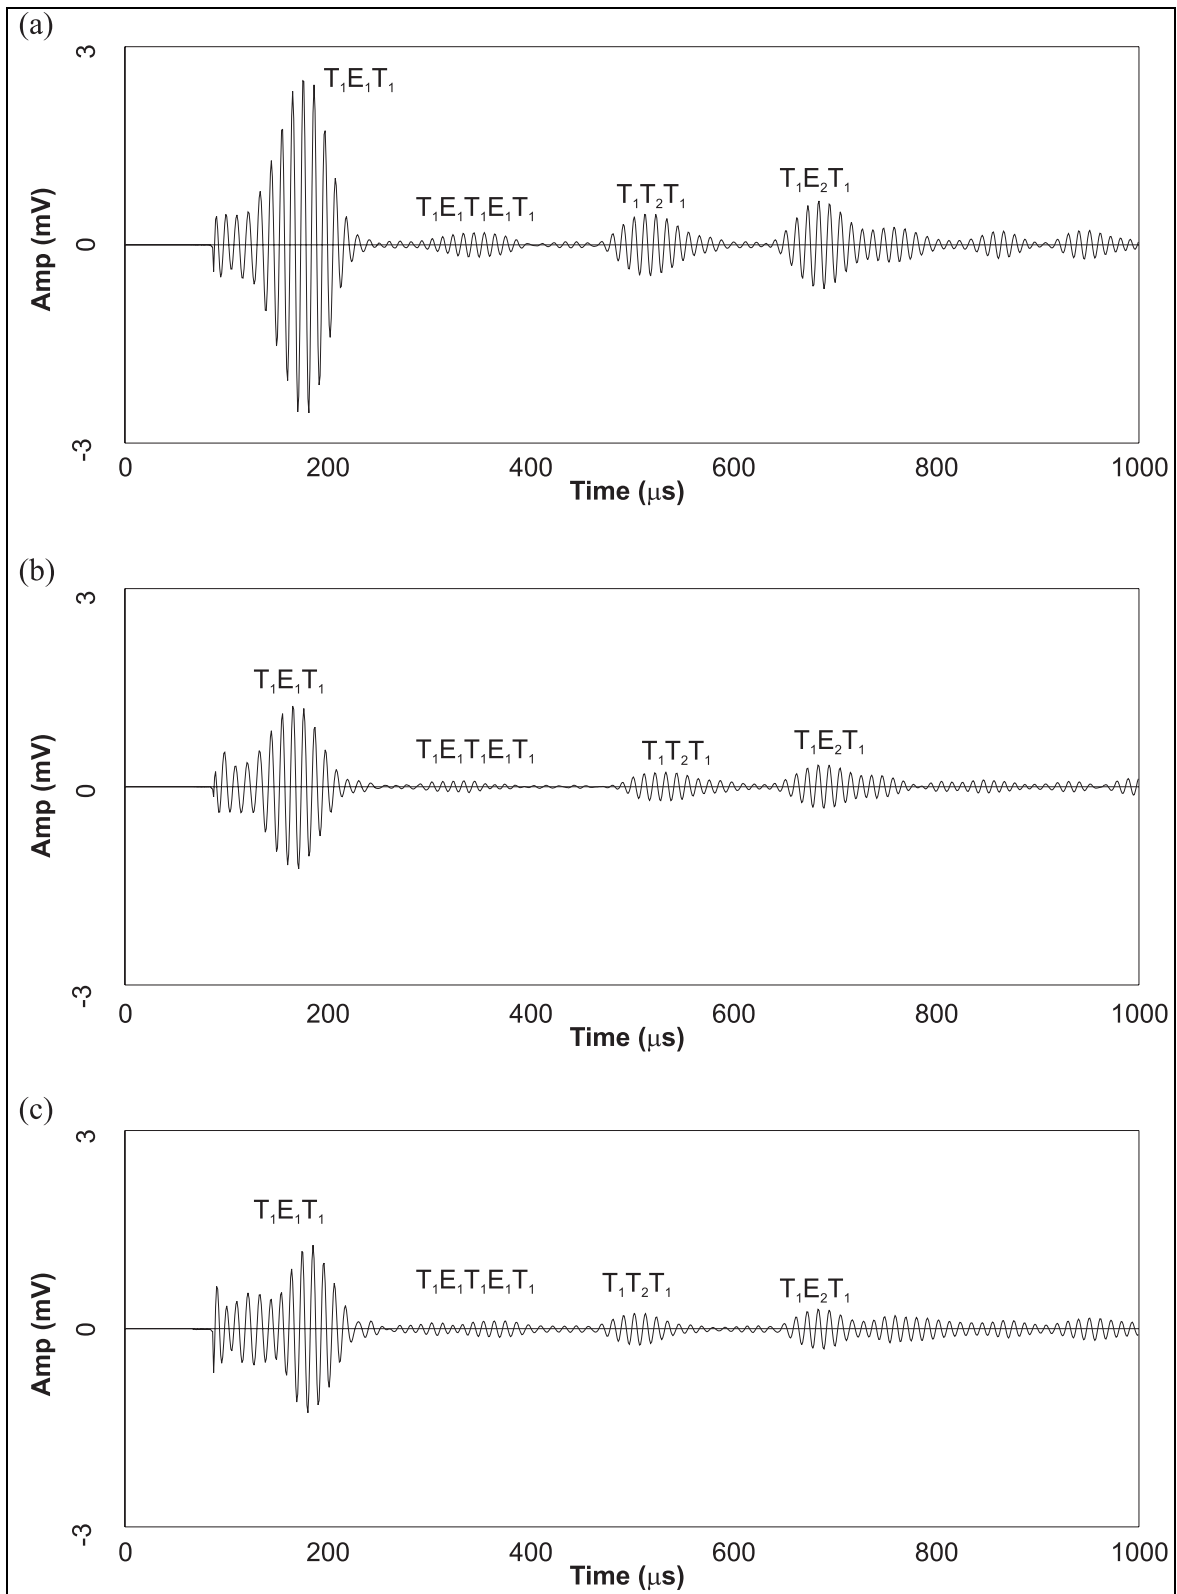 (a)
3
T₁E₁T₁
T₁E₁T₁E₁T₁
T₁T₂T₁
T₁E₂T₁
Amp (mV)
0
-3
0 200 400 600 800 1000
Time (μs)
(b)
3
T₁E₁T₁
T₁E₁T₁E₁T₁
T₁T₂T₁
T₁E₂T₁
Amp (mV)
0
-3
0 200 400 600 800 1000
Time (μs)
(c)
3
T₁E₁T₁
T₁E₁T₁E₁T₁
T₁T₂T₁
T₁E₂T₁
Amp (mV)
0
-3
0 200 400 600 800 1000
Time (μs)